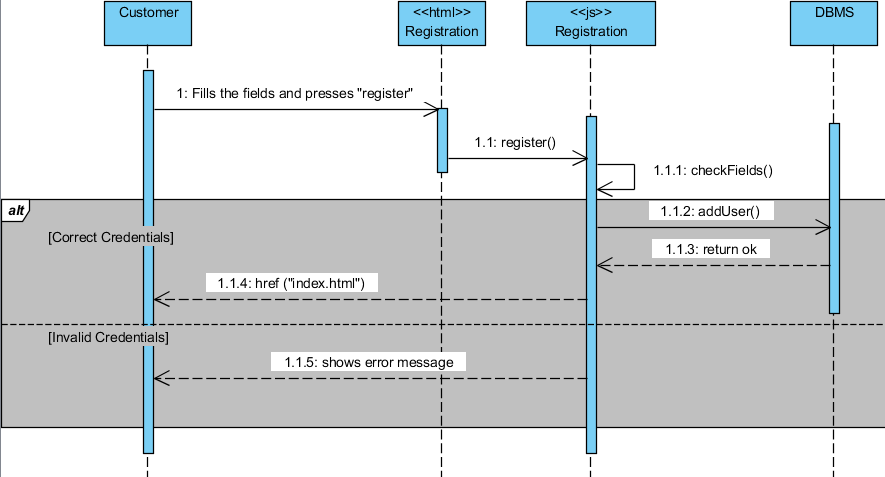 Customer
<<html>>
Registration
<<js>>
Registration
DBMS
1: Fills the fields and presses "register"
1.1: register()
1.1.1: checkFields()
alt
1.1.2: addUser()
[Correct Credentials]
1.1.3: return ok
1.1.4: href ("index.html")
[Invalid Credentials]
1.1.5: shows error message